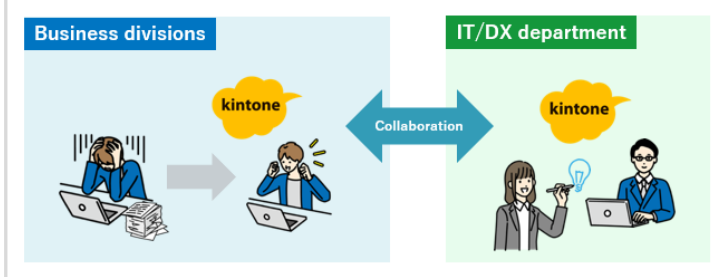 Business divisions
IT/DX department
kintone
kintone
Collaboration